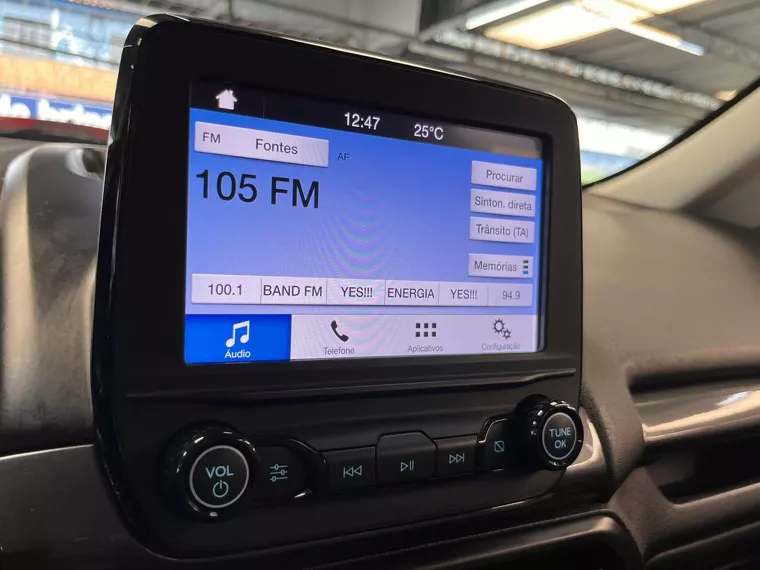 12:47 25°C
FM Fontes AF
105 FM
Procurar
Sinton. direta
Trânsito (TA)
Memórias
100.1 BAND FM YES!!! ENERGIA YES!!! 94.9
Áudio Telefone Aplicativos Configuração
VOL
TUNE
OK